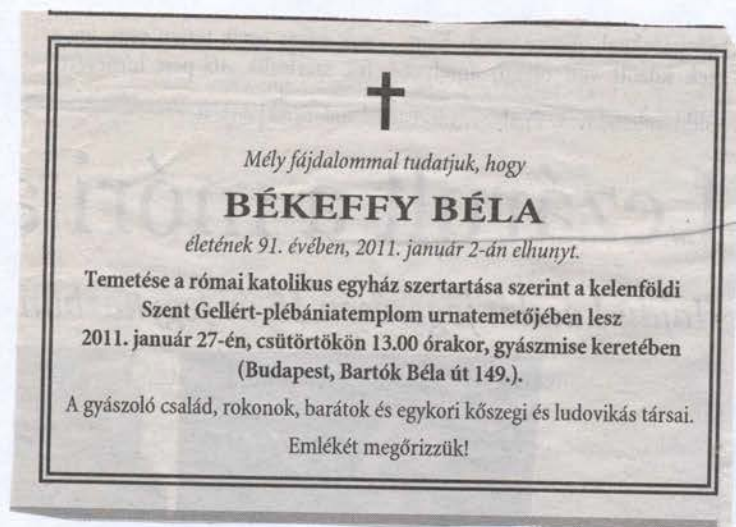 Mély fájdalommal tudatjuk, hogy
BÉKEFFY BÉLA
életének 91. évében, 2011. január 2-án elhunyt.
Temetése a római katolikus egyház szertartása szerint a kelenföldi
Szent Gellért-plébániatemplom urnatemetőjében lesz
2011. január 27-én, csütörtökön 13.00 órakor, gyászmise keretében
(Budapest, Bartók Béla út 149.).
A gyászoló család, rokonok, barátok és egykori kőszegi és ludovikás társai.
Emlékét megőrizzük!